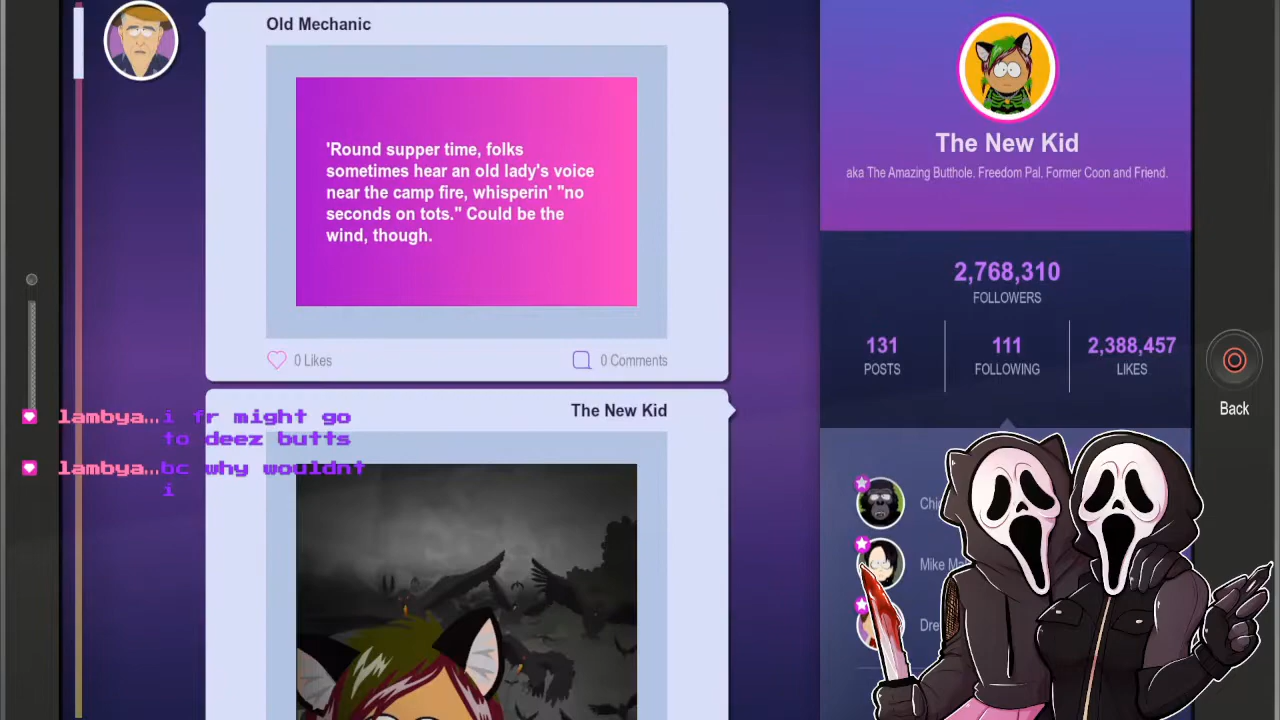 Old Mechanic
'Round supper time, folks
sometimes hear an old lady's voice
near the camp fire, whisperin' "no
seconds on tots." Could be the
wind, though.
0 Likes
0 Comments
The New Kid
lambya...i fr might go
to deez butts
lambya...bc why wouldnt
i
The New Kid
aka The Amazing Butthole. Freedom Pal. Former Coon and Friend.
2,768,310
FOLLOWERS
131
POSTS
111
FOLLOWING
2,388,457
LIKES
Back
Mike